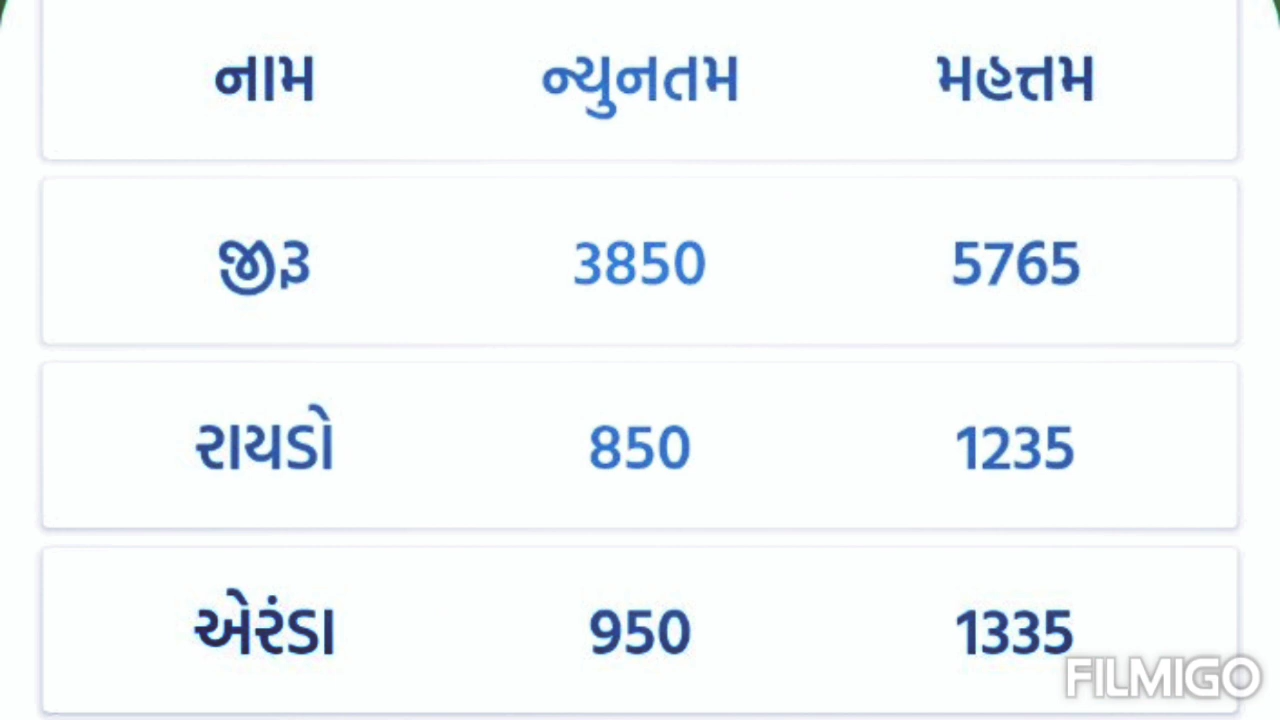 નામ ન્યુનતમ મહત્તમ
જીરૂ 3850 5765
રાયડો 850 1235
એરંડા 950 1335
FILMIGO